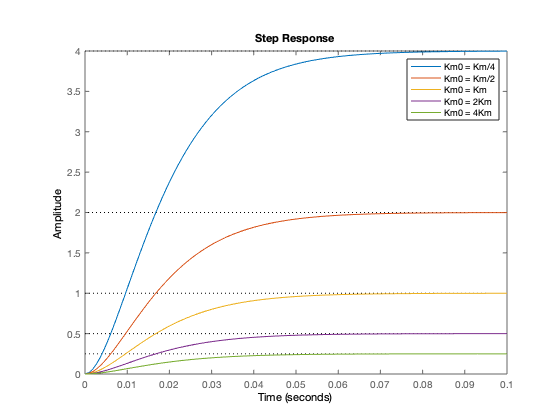 Step Response
Amplitude
4
3.5
3
2.5
2
1.5
1
0.5
0
Km0 = Km/4
Km0 = Km/2
Km0 = Km
Km0 = 2Km
Km0 = 4Km
0 0.01 0.02 0.03 0.04 0.05 0.06 0.07 0.08 0.09 0.1
Time (seconds)